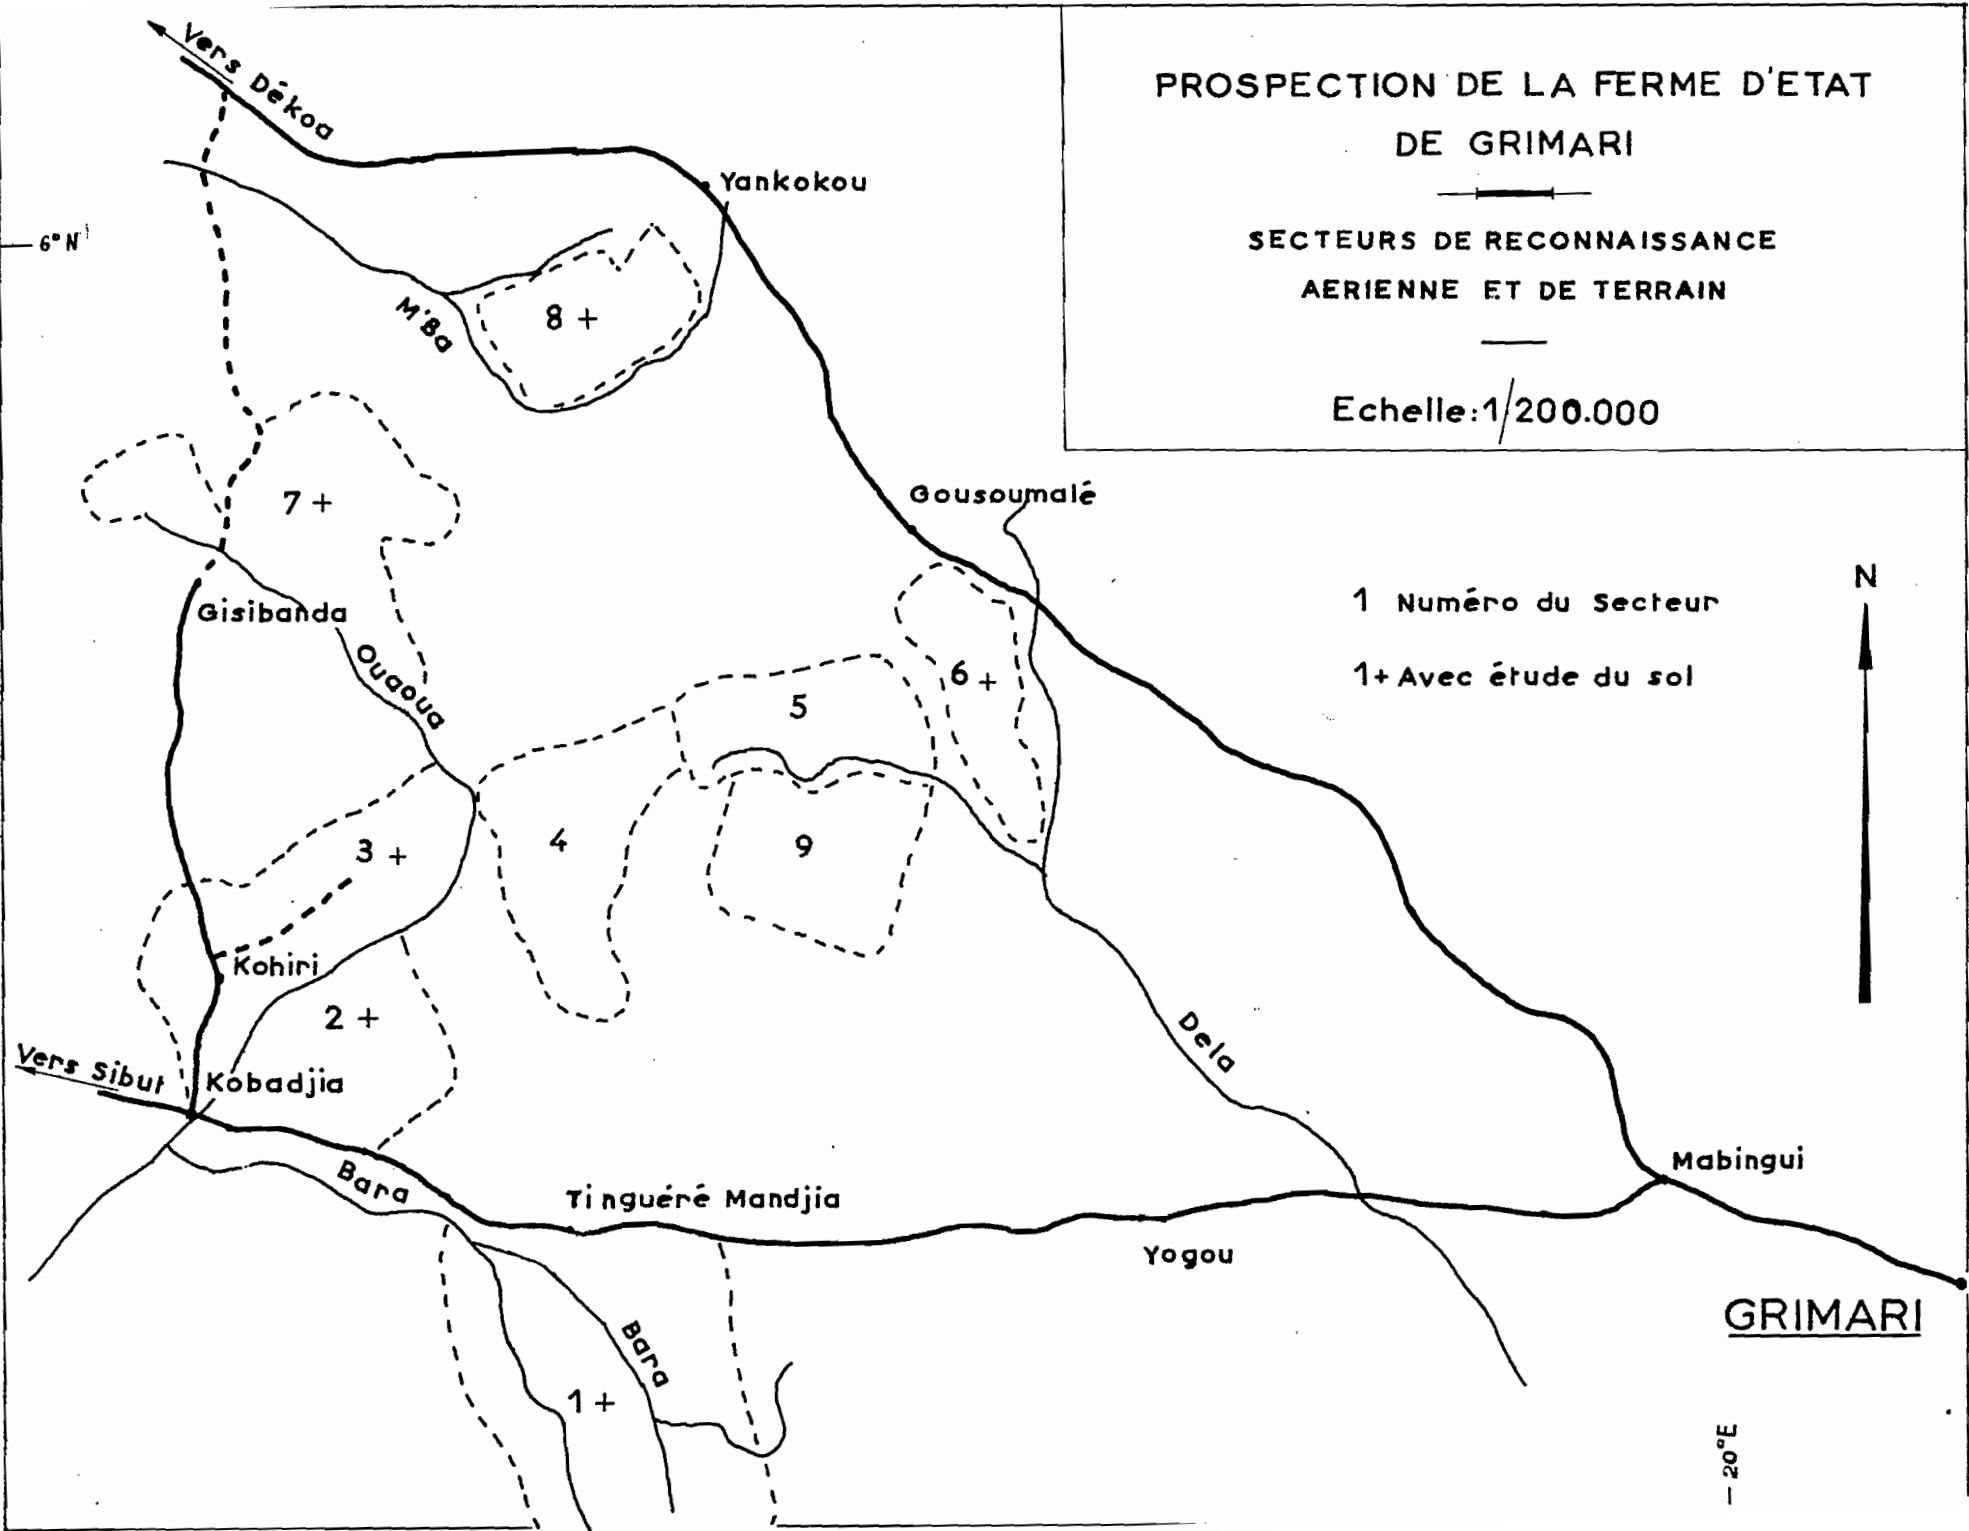 PROSPECTION DE LA FERME D'ETAT
DE GRIMARI
SECTEURS DE RECONNAISSANCE
AERIENNE ET DE TERRAIN
Echelle: 1/200.000
Vers Dékoa
Yankokou
6° N
M'Ba
8 +
7 +
Gousoumalé
1 Numéro du Secteur
N
Gisibanda
1+ Avec étude du sol
Ouaoua
6 +
5
3 +
4
9
Kohiri
2 +
Dela
Vers Sibut
Kobadjia
Mabingui
Bara
Tinguéré Mandjia
Yogou
GRIMARI
Bara
1 +
20°E